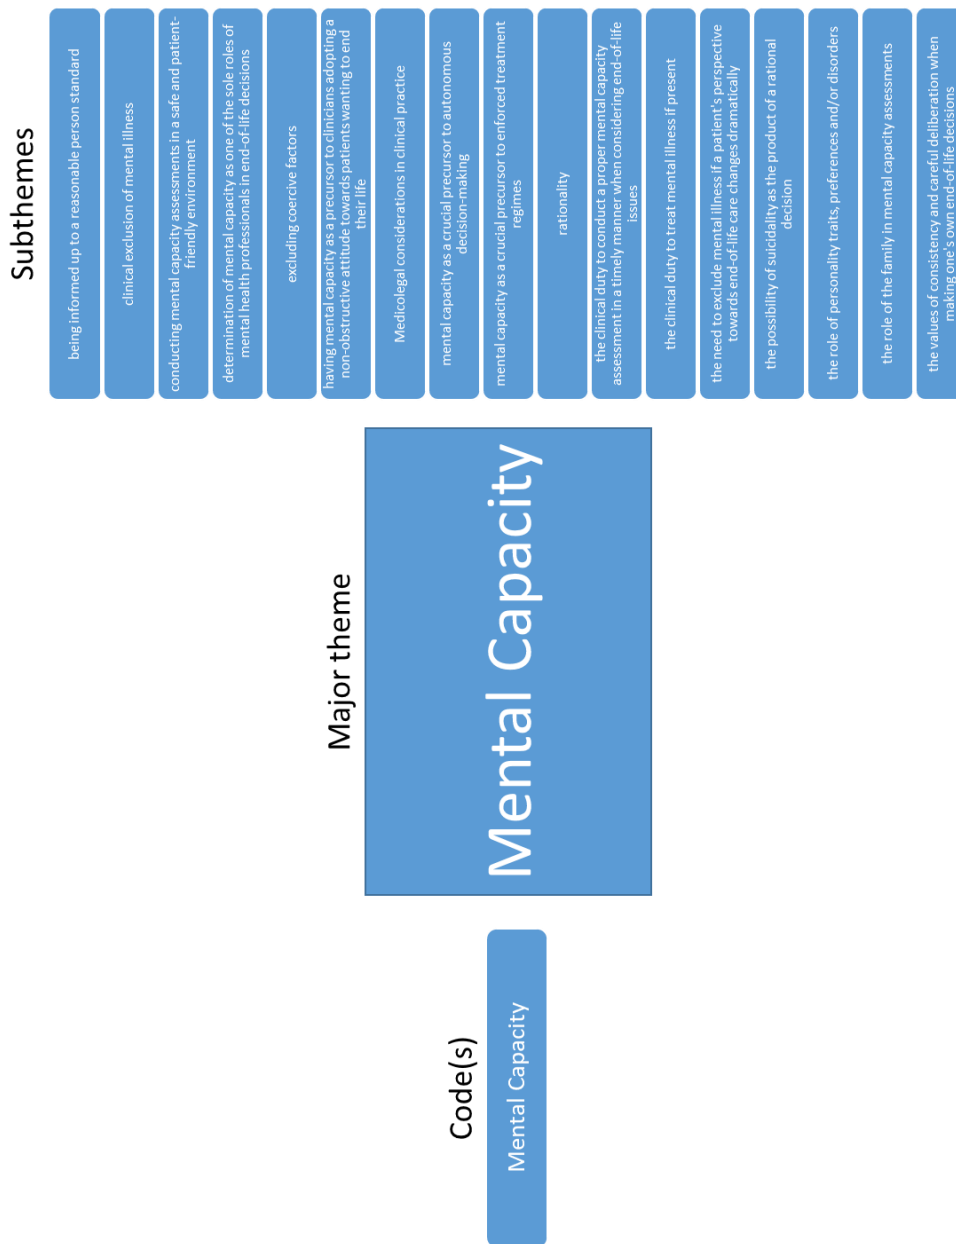 Code(s)
Mental Capacity
Major theme
Mental Capacity
Subthemes
being informed up to a reasonable person standard
clinical exclusion of mental illness
conducting mental capacity assessments in a safe and patient-
friendly environment
determination of mental capacity as one of the sole roles of
mental health professionals in end-of-life decisions
excluding coercive factors
having mental capacity as a precursor to clinicians adopting a
non-obstructive attitude towards patients wanting to end
their life
Medicolegal considerations in clinical practice
mental capacity as a crucial precursor to autonomous
decision-making
mental capacity as a crucial precursor to enforced treatment
regimes
rationality
the clinical duty to conduct a proper mental capacity
assessment in a timely manner when considering end-of-life
issues
the clinical duty to treat mental illness if present
the need to exclude mental illness if a patient's perspective
towards end-of-life care changes dramatically
the possibility of suicidality as the product of a rational
decision
the role of personality traits, preferences and/or disorders
the role of the family in mental capacity assessments
the values of consistency and careful deliberation when
making one's own end-of-life decisions